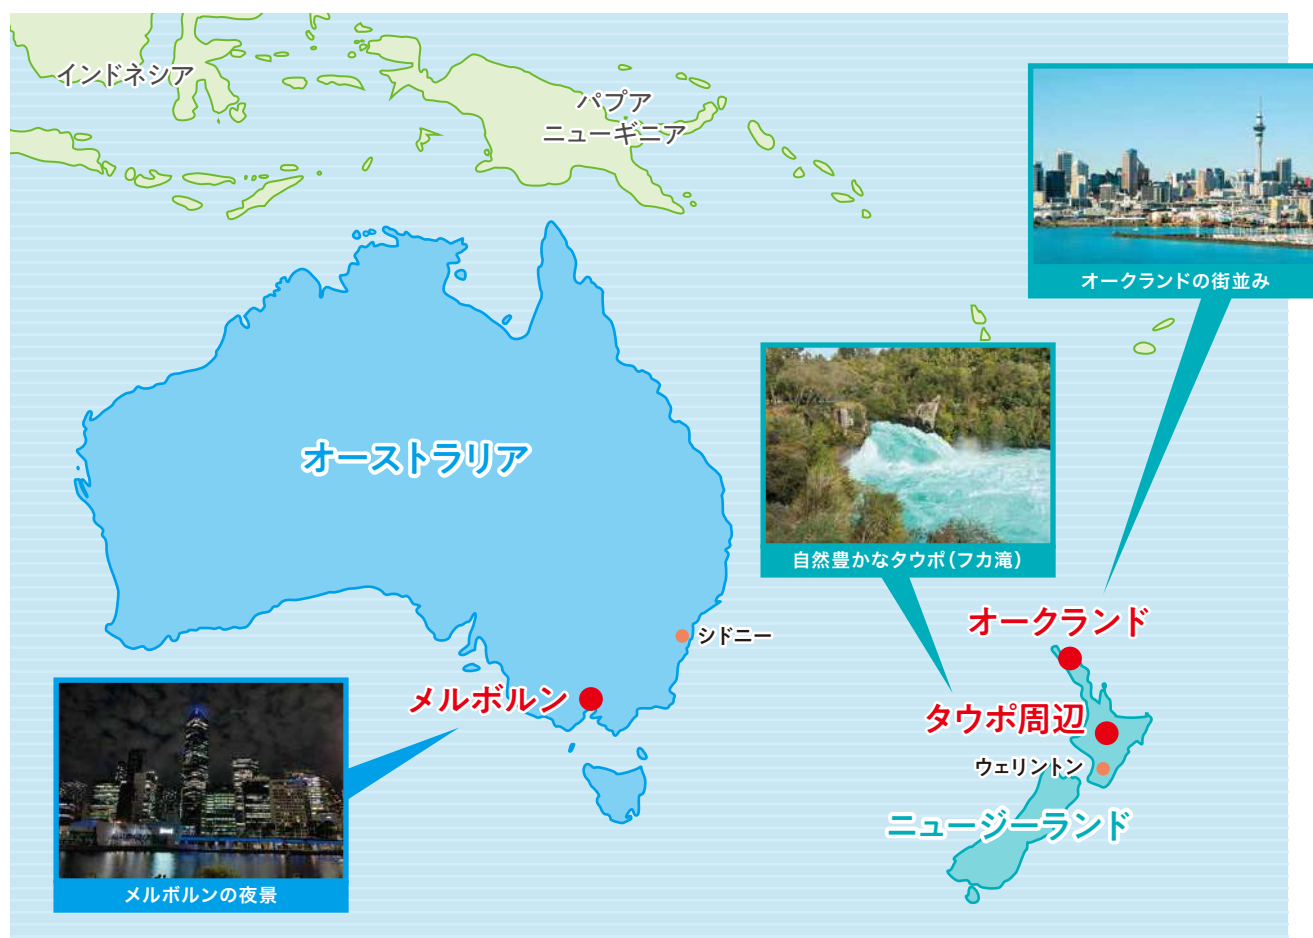 インドネシア
パプア
ニューギニア
オークランドの街並み
オーストラリア
自然豊かなタウポ（フカ滝）
オークランド
シドニー
メルボルン
タウポ周辺
ウェリントン
ニュージーランド
メルボルンの夜景